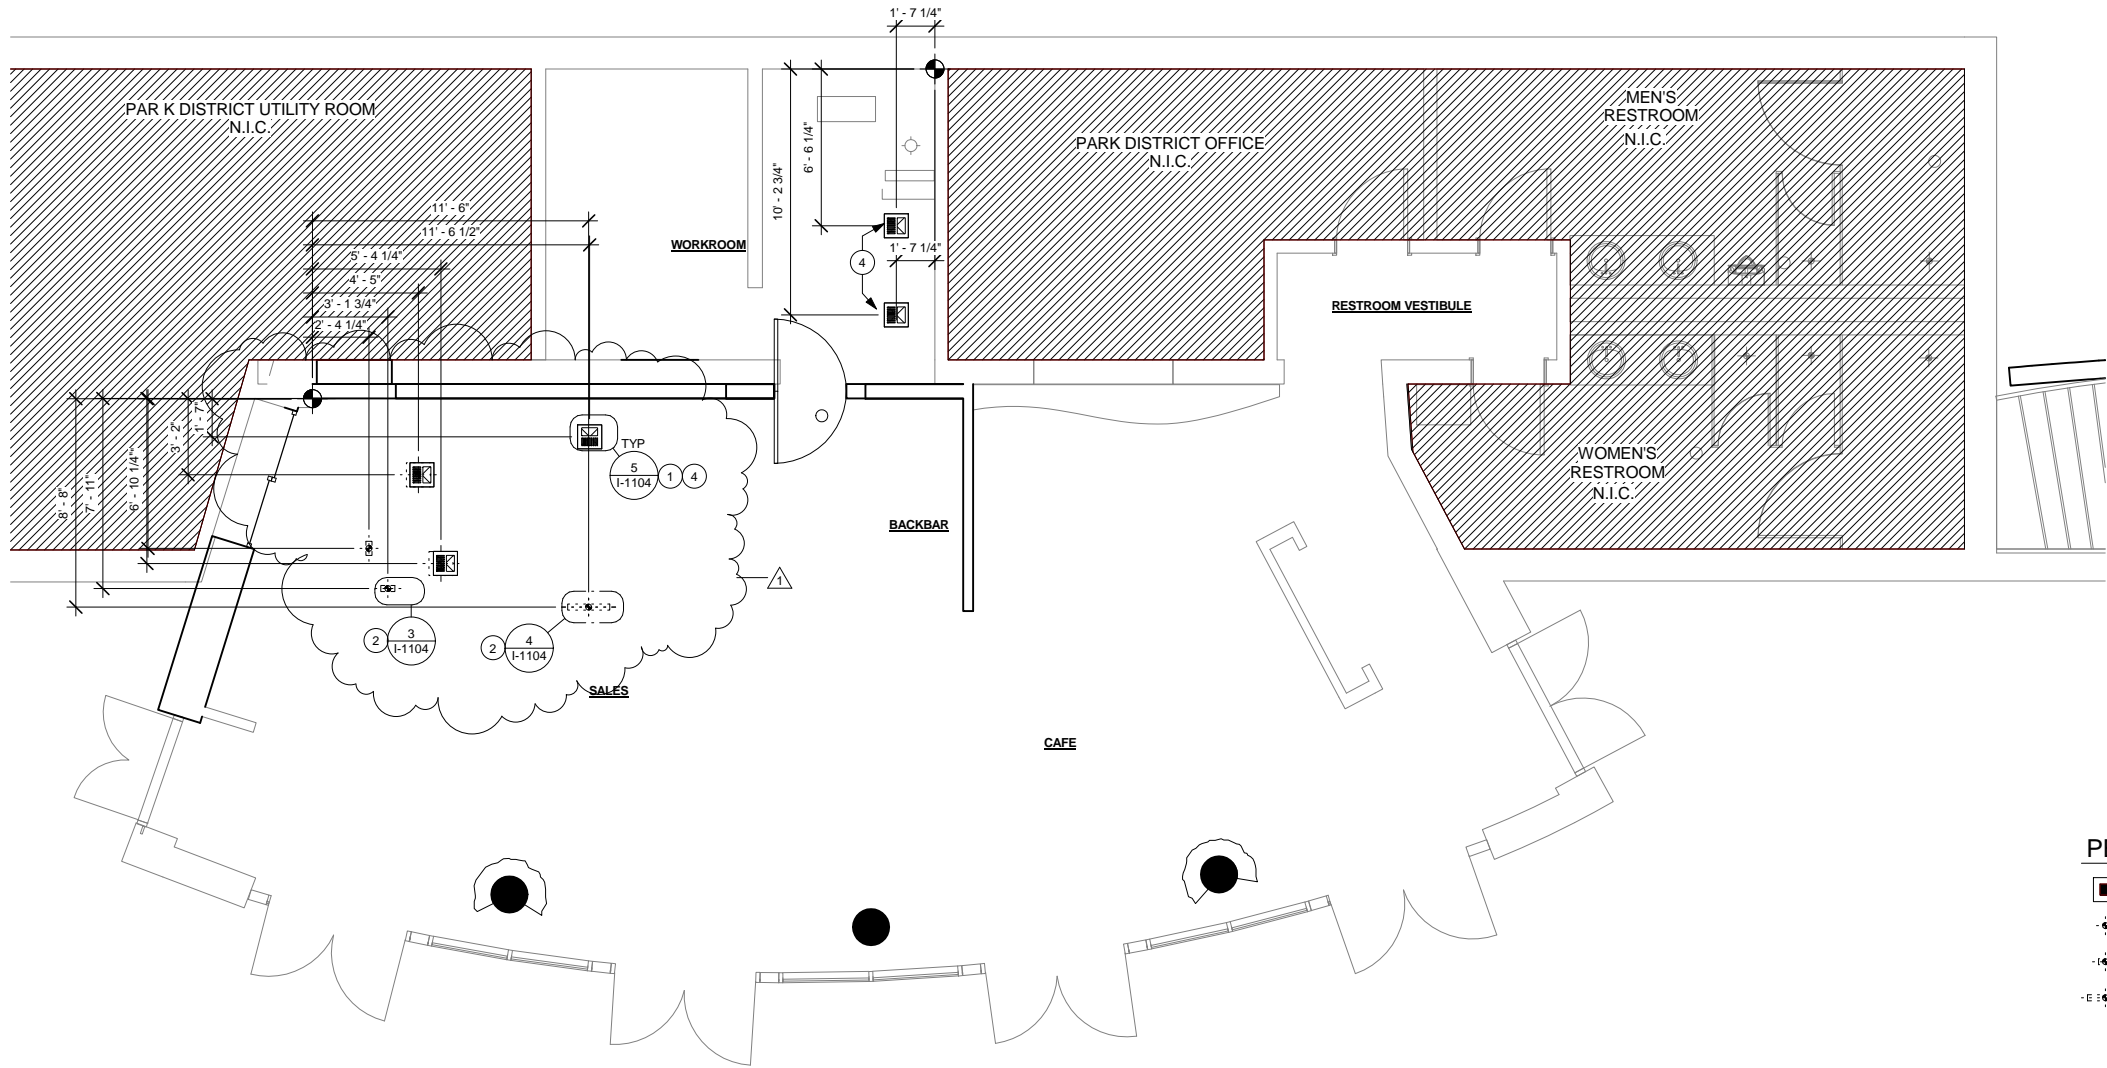 1' - 7 1/4"
PAR K DISTRICT UTILITY ROOM
N.I.C.
MEN'S
RESTROOM
N.I.C.
PARK DISTRICT OFFICE
N.I.C.
6' - 6 1/4"
10' - 2 3/4"
11' - 6"
11' - 6 1/2"
WORKROOM
1' - 7 1/4"
5' - 4 1/4"
4
4' - 5"
3' - 1 3/4"
2' - 4 1/4"
RESTROOM VESTIBULE
1' - 7"
3' - 2"
6' - 10 1/4"
7' - 11"
8' - 8"
TYP
5
I-1104
1
4
WOMEN'S
RESTROOM
N.I.C.
BACKBAR
1
2
3
I-1104
2
4
I-1104
SALES
CAFE